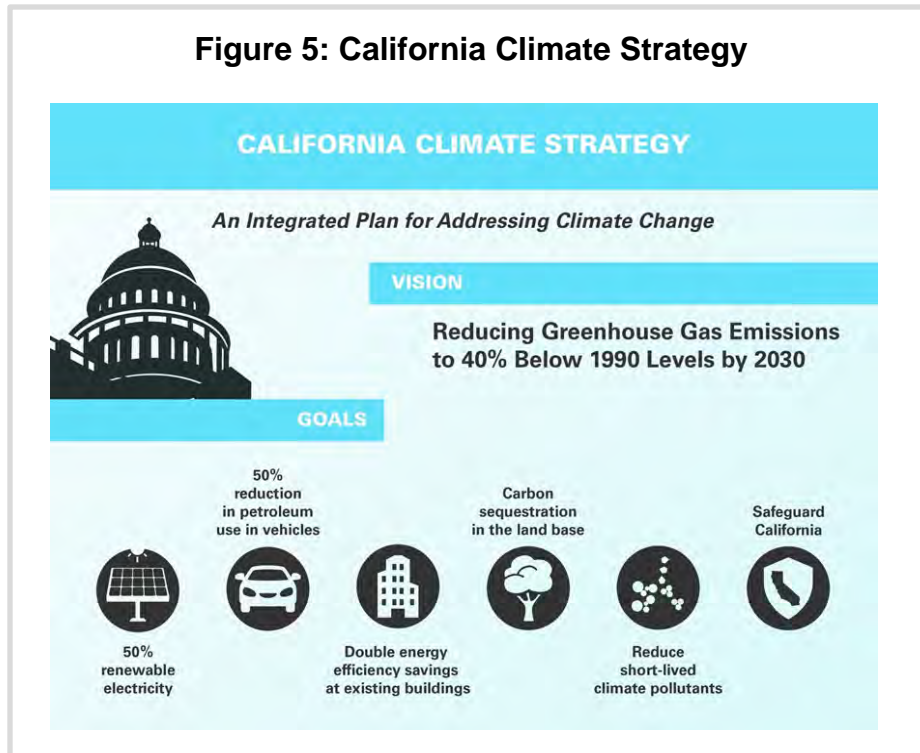 Figure 5: California Climate Strategy
CALIFORNIA CLIMATE STRATEGY
An Integrated Plan for Addressing Climate Change
VISION
Reducing Greenhouse Gas Emissions
to 40% Below 1990 Levels by 2030
GOALS
50%
renewable
electricity
50%
reduction
in petroleum
use in vehicles
Double energy
efficiency savings
at existing buildings
Carbon
sequestration
in the land base
Reduce
short-lived
climate pollutants
Safeguard
California